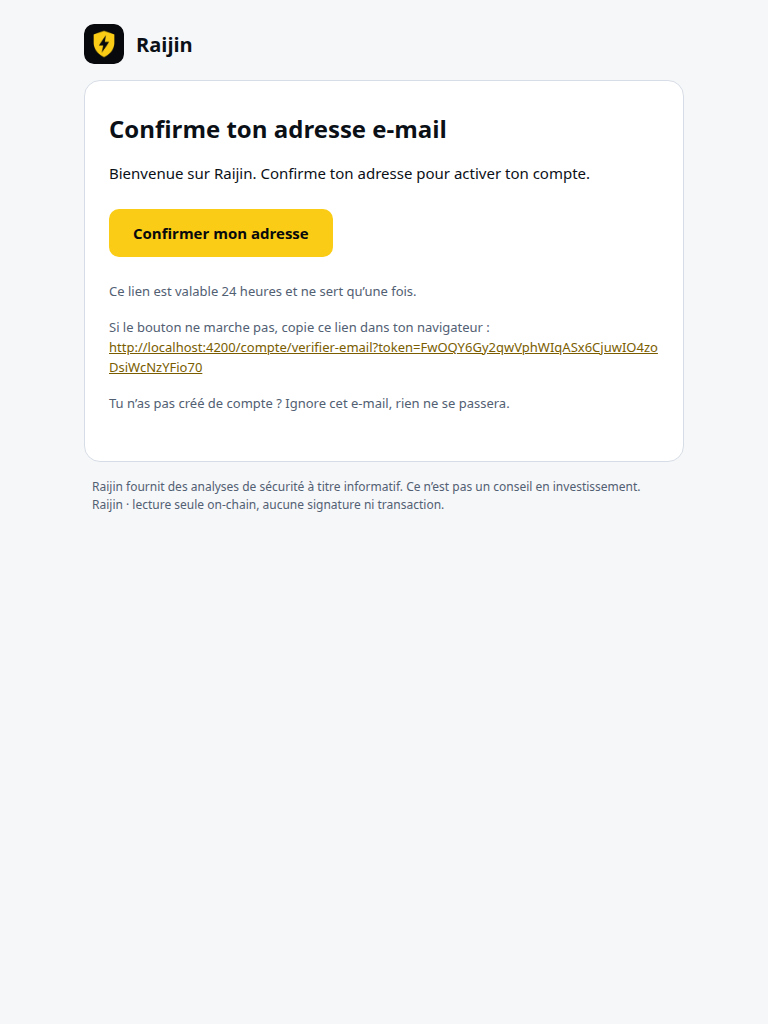 Raijin
Confirme ton adresse e-mail
Bienvenue sur Raijin. Confirme ton adresse pour activer ton compte.
Confirmer mon adresse
Ce lien est valable 24 heures et ne sert qu’une fois.
Si le bouton ne marche pas, copie ce lien dans ton navigateur :
http://localhost:4200/compte/verifier-email?token=FwOQY6Gy2qwVphWIqASx6CjuwIO4zo
DsiWcNzYFio70
Tu n’as pas créé de compte ? Ignore cet e-mail, rien ne se passera.
Raijin fournit des analyses de sécurité à titre informatif. Ce n’est pas un conseil en investissement.
Raijin · lecture seule on-chain, aucune signature ni transaction.